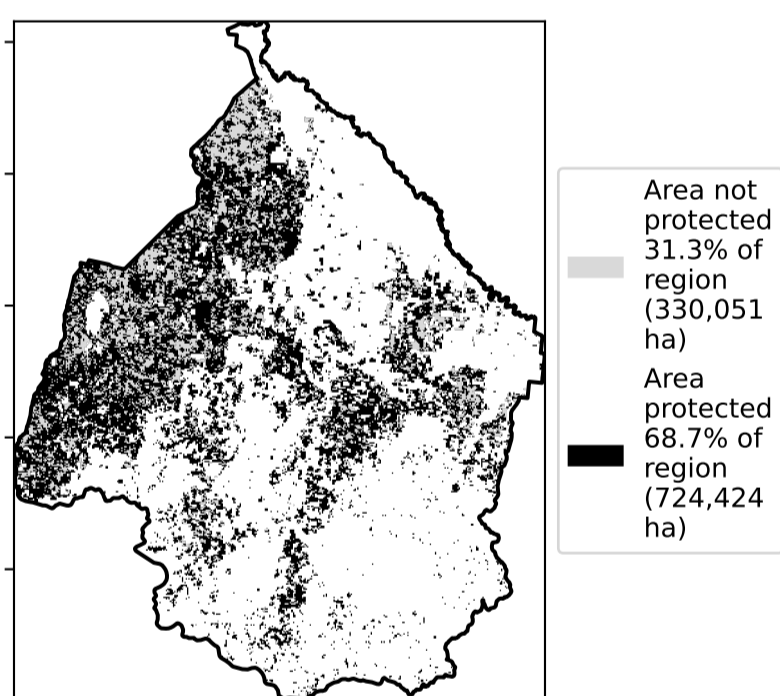 Area not
protected
31.3% of
region
(330,051
ha)
Area
protected
68.7% of
region
(724,424
ha)